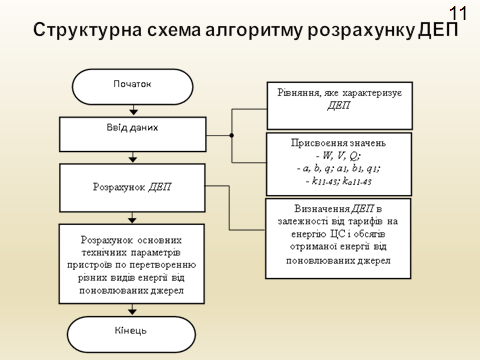 11
Структурна схема алгоритму розрахунку ДЕП
Початок
Ввід даних
Розрахунок ДЕП
Розрахунок основних
технічних параметрів
пристроїв по перетворенню
різних видів енергії від
поновлюваних джерел
Кінець
Рівняння, яке характеризує
ДЕП
Присвоєння значень
- W, V, Q;
- a, b, q; a1, b1, q1;
- k11-43; ka11-43
Визначення ДЕП в
залежності від тарифів на
енергію ЦС і обсягів
отриманої енергії від
поновлюваних джерел